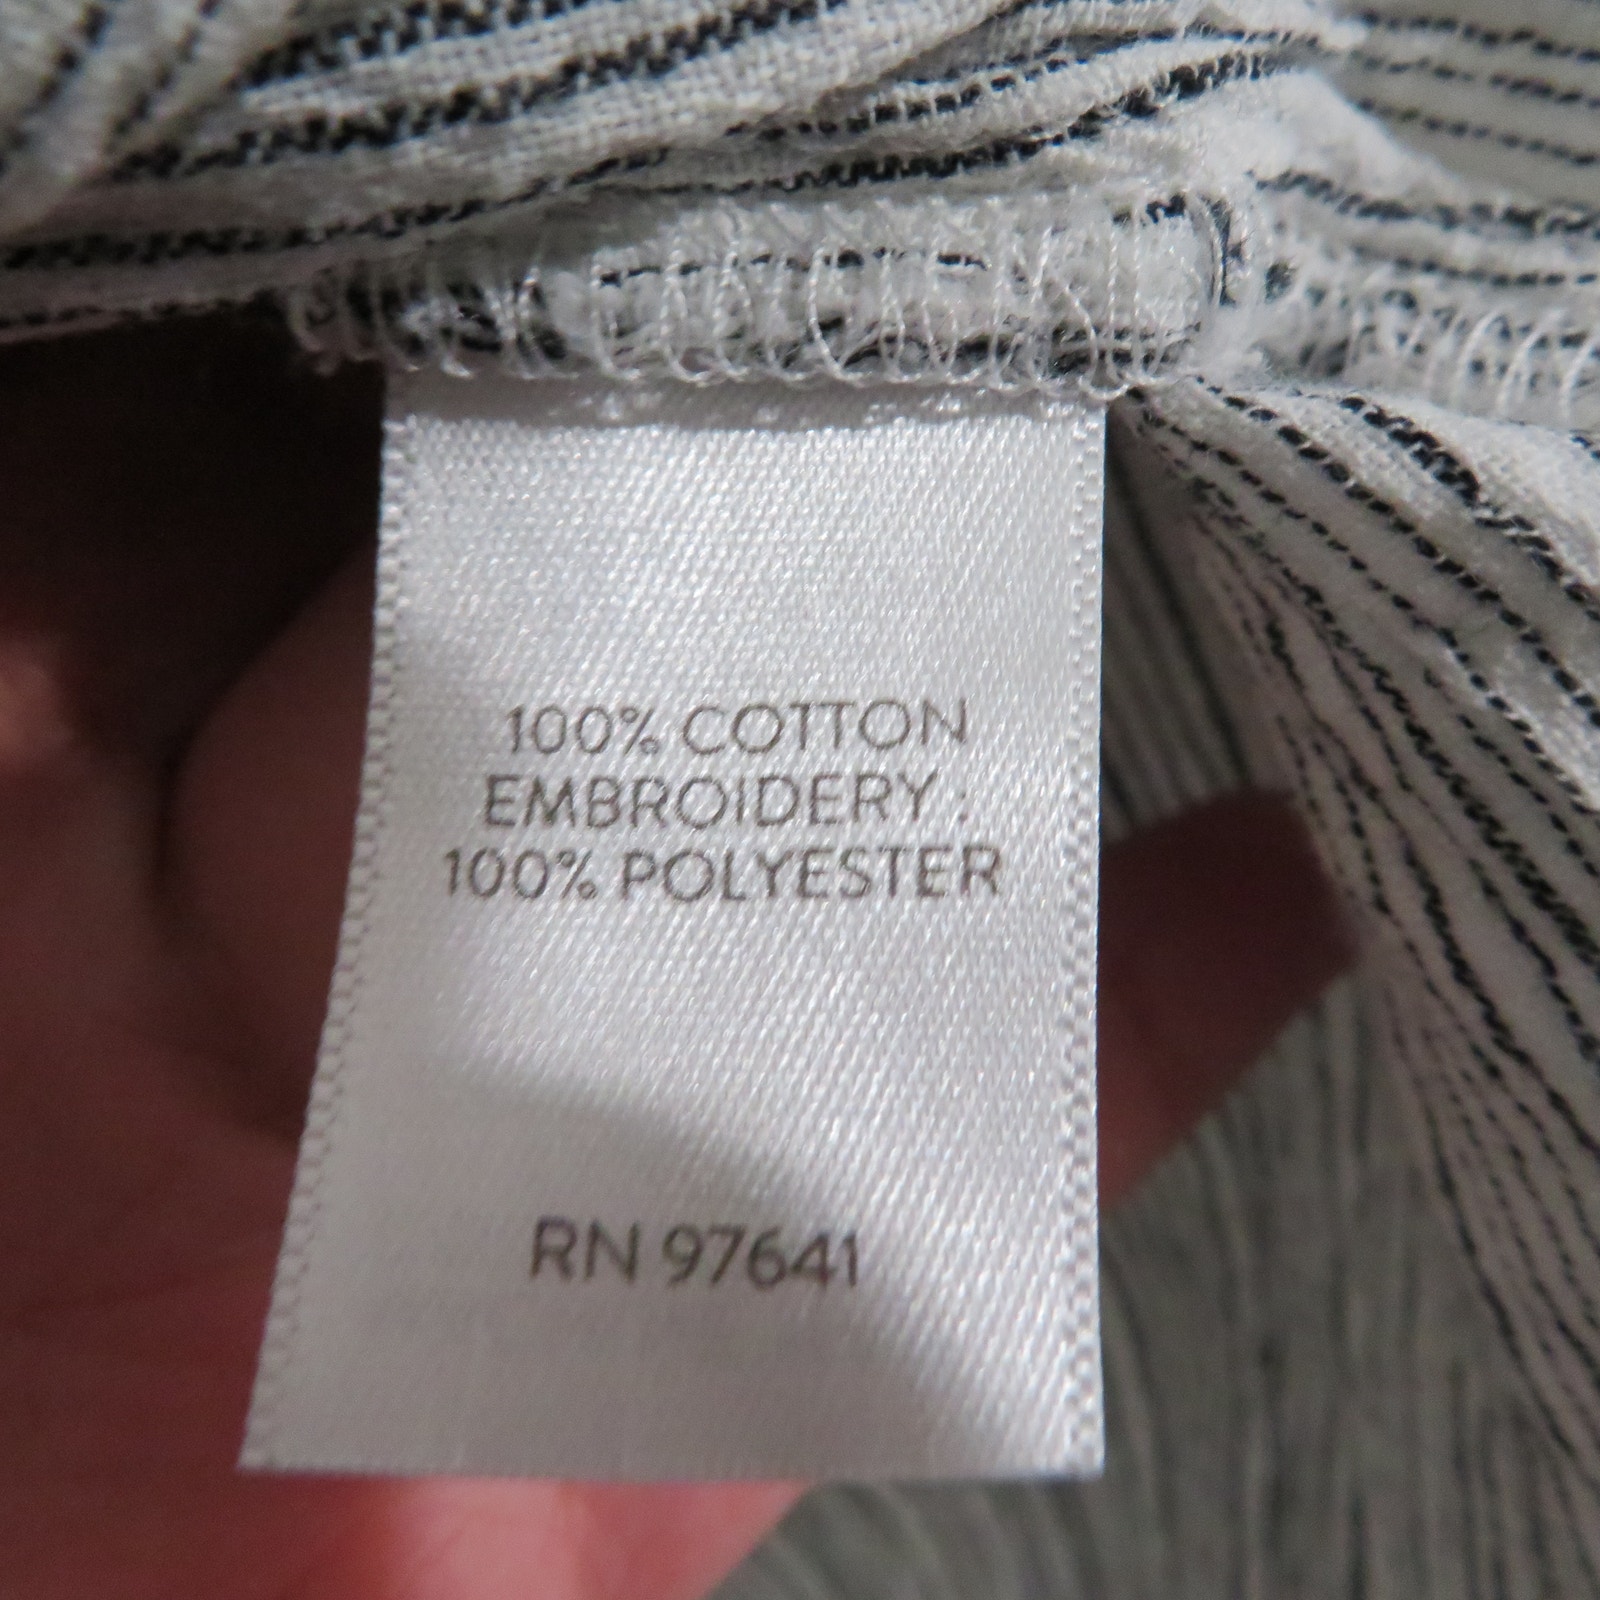 100% COTTON
EMBROIDERY :
100% POLYESTER
RN 97641